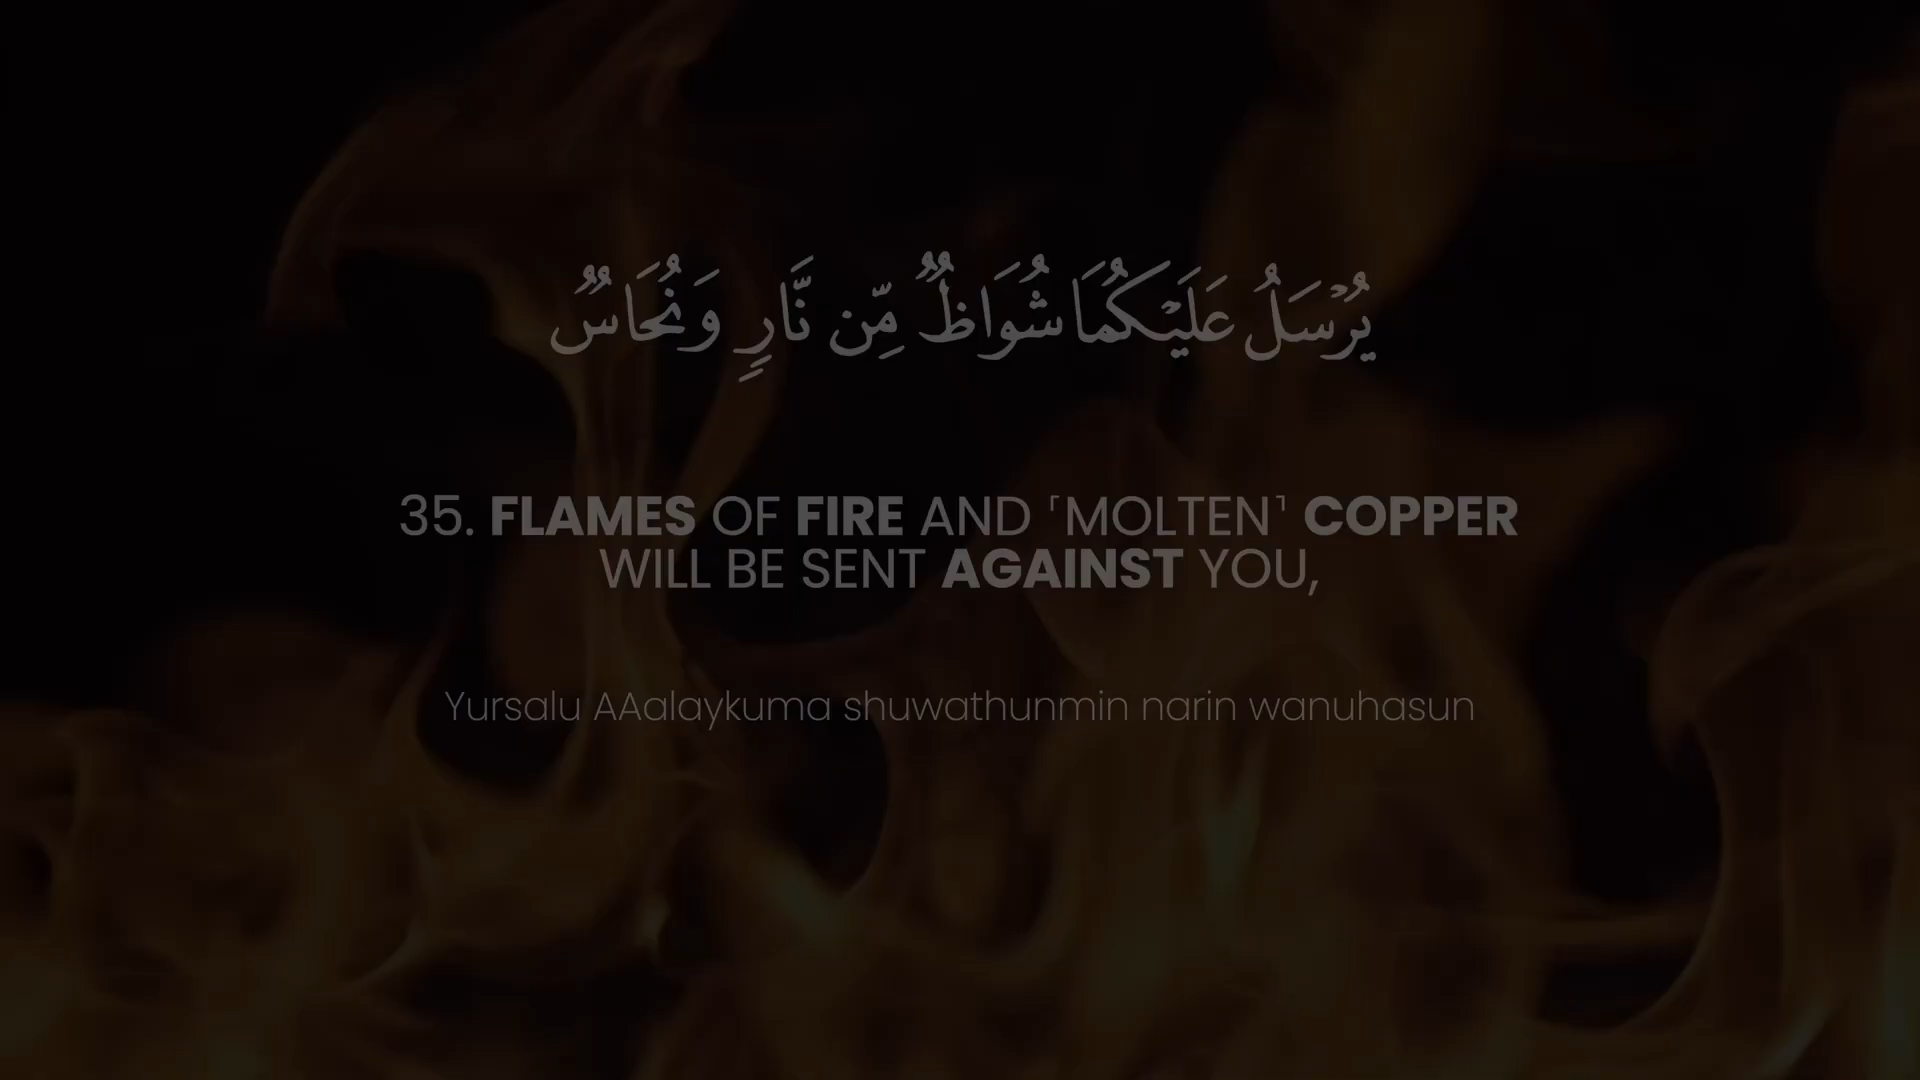 يُرْسَلُ عَلَيْكُمَا شُوَاظٌ مِّن نَّارٍ وَنُحَاسٌ
35. FLAMES OF FIRE AND ⸢MOLTEN⸣ COPPER
WILL BE SENT AGAINST YOU,
Yursalu AAalaykuma shuwathunmin narin wanuhasun